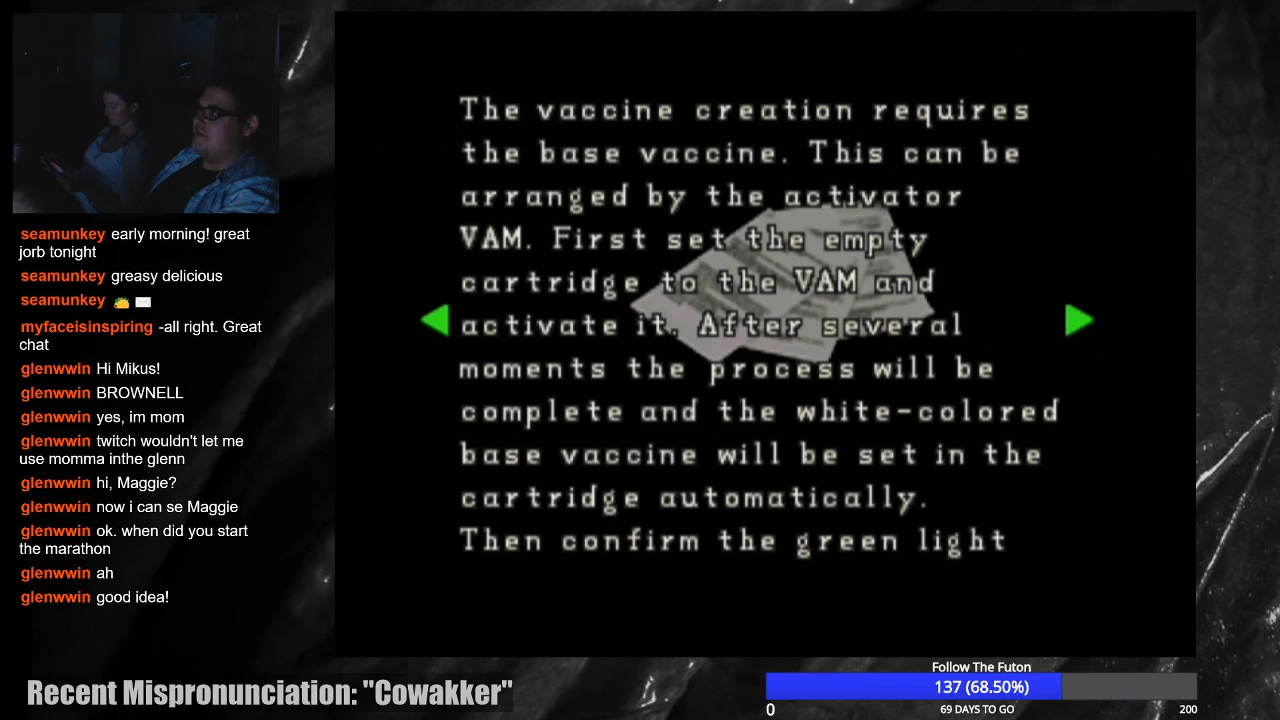 seamunkey early morning! great
jorb tonight
seamunkey greasy delicious
seamunkey 🌮 ✉️
myfaceisinspiring -all right. Great
chat
glenwwin Hi Mikus!
glenwwin BROWNELL
glenwwin yes, im mom
glenwwin twitch wouldn't let me
use momma inthe glenn
glenwwin hi, Maggie?
glenwwin now i can se Maggie
glenwwin ok. when did you start
the marathon
glenwwin ah
glenwwin good idea!
The vaccine creation requires
the base vaccine. This can be
arranged by the activator
VAM. First set the empty
cartridge to the VAM and
activate it. After several
moments the process will be
complete and the white-colored
base vaccine will be set in the
cartridge automatically.
Then confirm the green light
Recent Mispronunciation: "Cowakker"
Follow The Futon
137 (68.50%)
0
69 DAYS TO GO
200